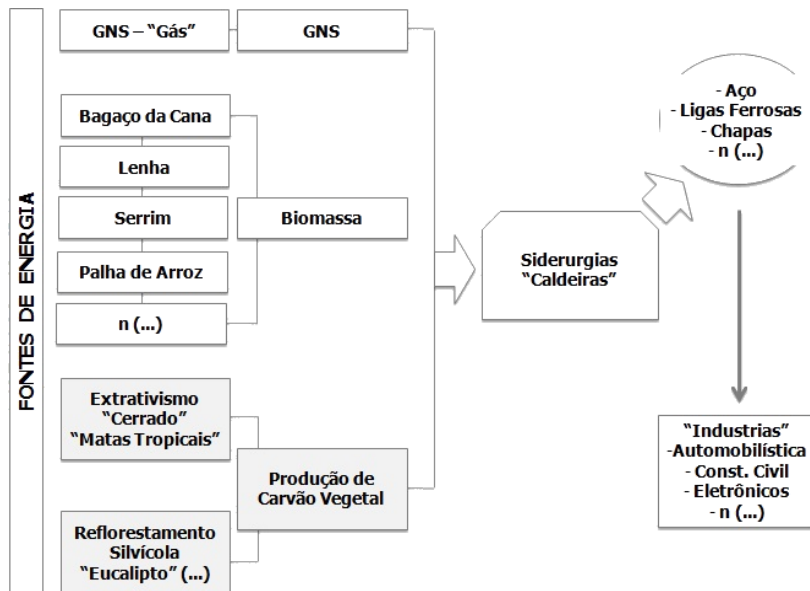 FONTES DE ENERGIA
GNS – “Gás”
GNS
Bagaço da Cana
Lenha
Serrim
Palha de Arroz
n (...)
Biomassa
Extrativismo
“Cerrado”
“Matas Tropicais”
Reflorestamento
Silvícola
“Eucalipto” (...)
Produção de
Carvão Vegetal
Siderurgias
“Caldeiras”
- Aço
- Ligas Ferrosas
- Chapas
- n (...)
“Industrias”
-Automobilística
- Const. Civil
- Eletrônicos
- n (...)